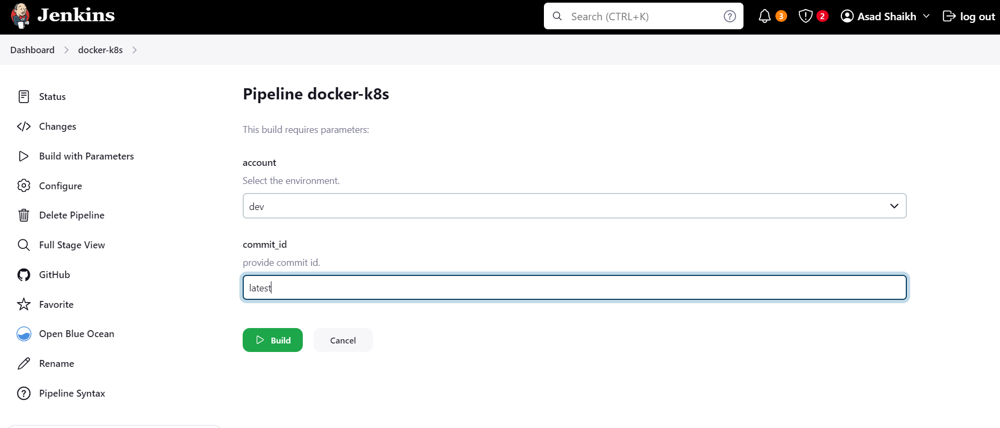 Jenkins
Search (CTRL+K)
3
2
Asad Shaikh
log out
Dashboard
docker-k8s
Status
Changes
Build with Parameters
Configure
Delete Pipeline
Full Stage View
GitHub
Favorite
Open Blue Ocean
Rename
Pipeline Syntax
Pipeline docker-k8s
This build requires parameters:
account
Select the environment.
dev
commit_id
provide commit id.
latest
Build
Cancel